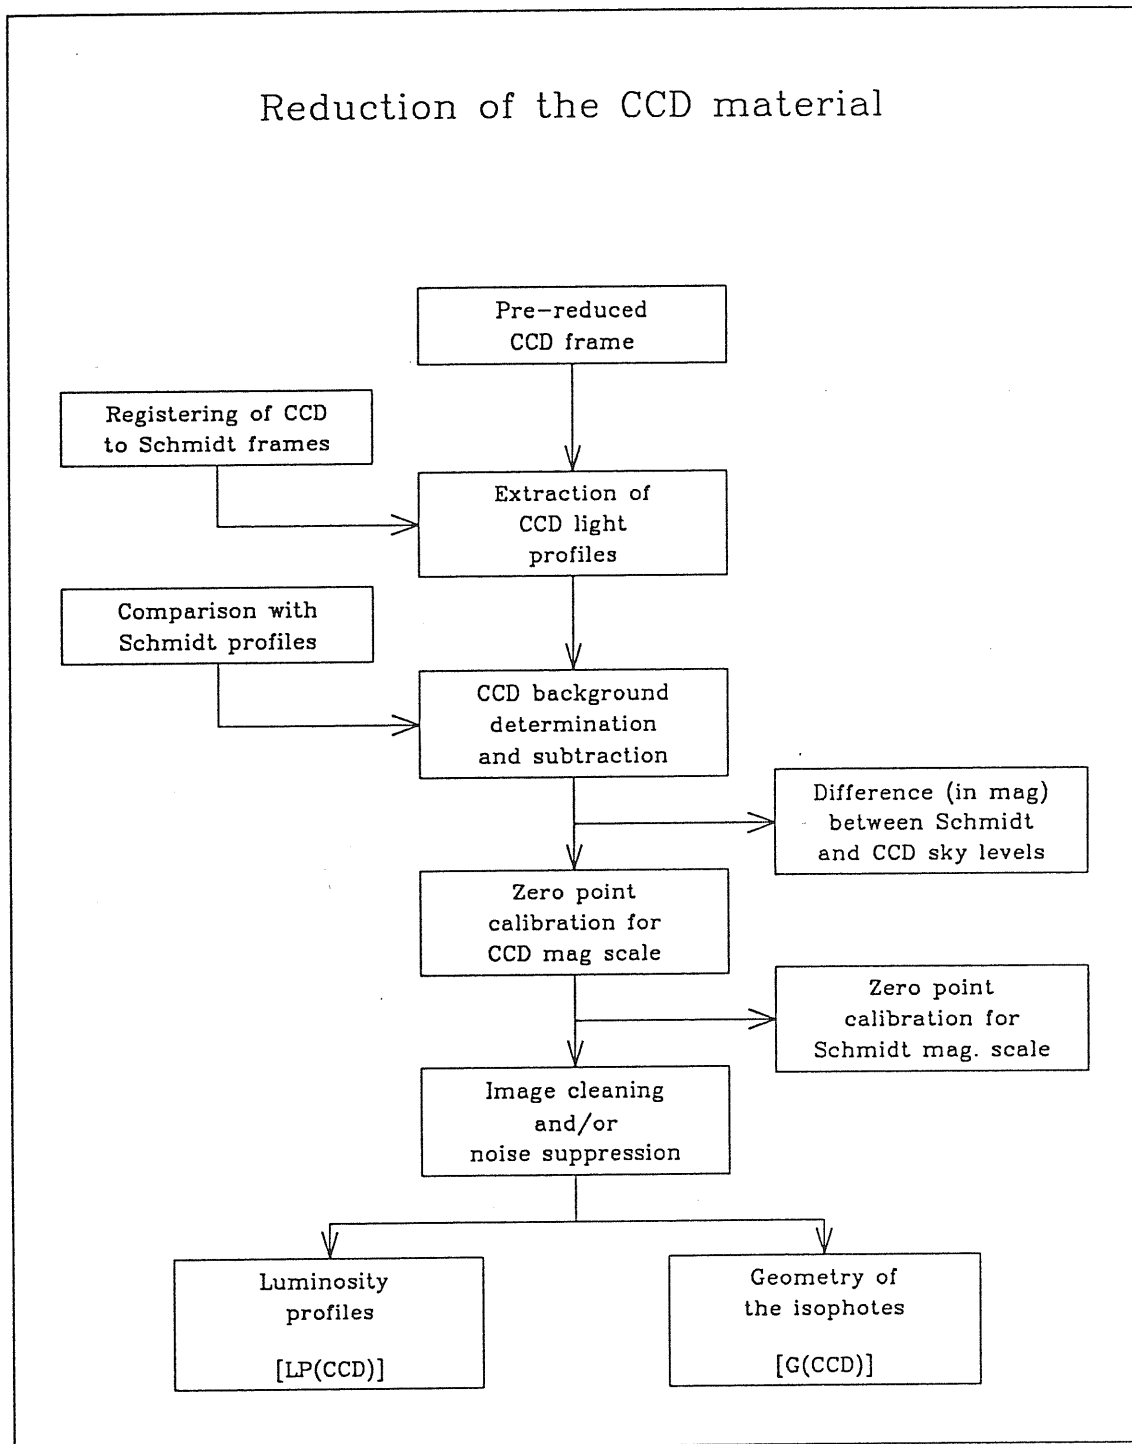 Reduction of the CCD material
Pre-reduced
CCD frame
Registering of CCD
to Schmidt frames
Extraction of
CCD light
profiles
Comparison with
Schmidt profiles
CCD background
determination
and subtraction
Difference (in mag)
between Schmidt
and CCD sky levels
Zero point
calibration for
CCD mag scale
Zero point
calibration for
Schmidt mag. scale
Image cleaning
and/or
noise suppression
Luminosity
profiles
[LP(CCD)]
Geometry of
the isophotes
[G(CCD)]